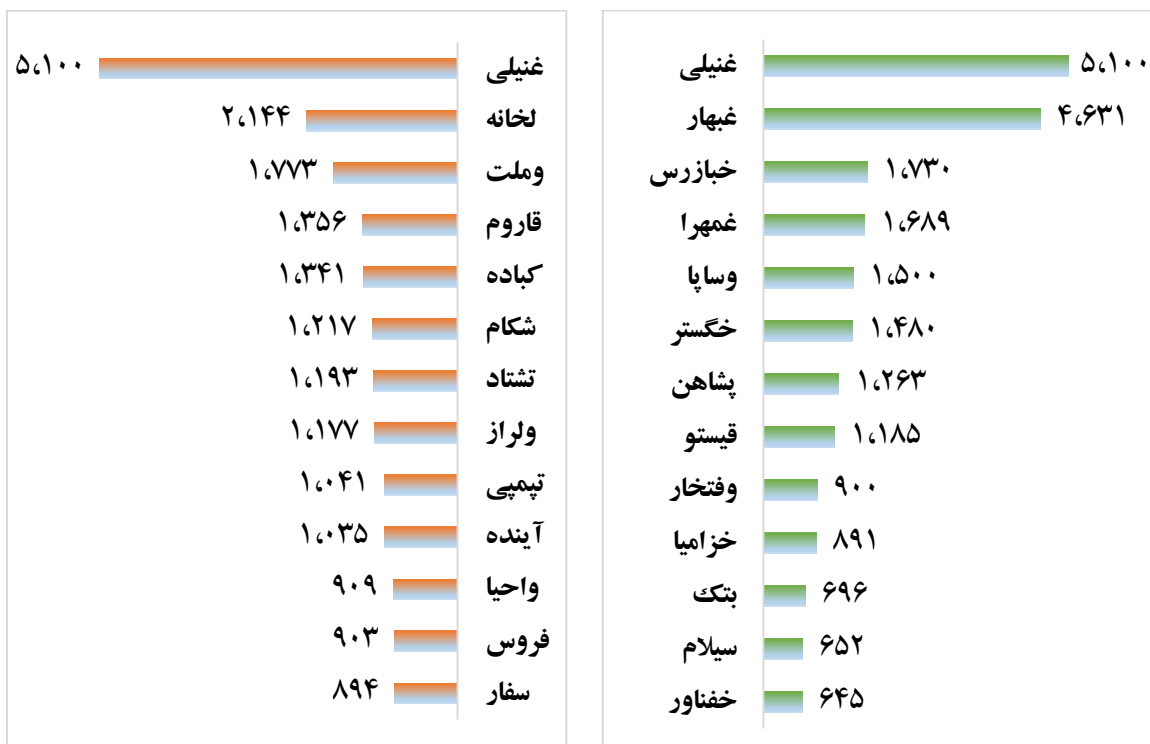 غنیلی ۵،۱۰۰
غبهار ۴،۶۳۱
خبازرس ۱،۷۳۰
غمهرا ۱،۶۸۹
وساپا ۱،۵۰۰
خگستر ۱،۴۸۰
پشاهن ۱،۲۶۳
قیستو ۱،۱۸۵
وفتخار ۹۰۰
خزامیا ۸۹۱
بتک ۶۹۶
سیلام ۶۵۲
خفناور ۶۴۵
غنیلی ۵،۱۰۰
لخانه ۲،۱۴۴
وملت ۱،۷۷۳
قاروم ۱،۳۵۶
کباده ۱،۳۴۱
شکام ۱،۲۱۷
تشتاد ۱،۱۹۳
ولراز ۱،۱۷۷
تپمپی ۱،۰۴۱
آینده ۱،۰۳۵
واحیا ۹۰۹
فروس ۹۰۳
سفار ۸۹۴